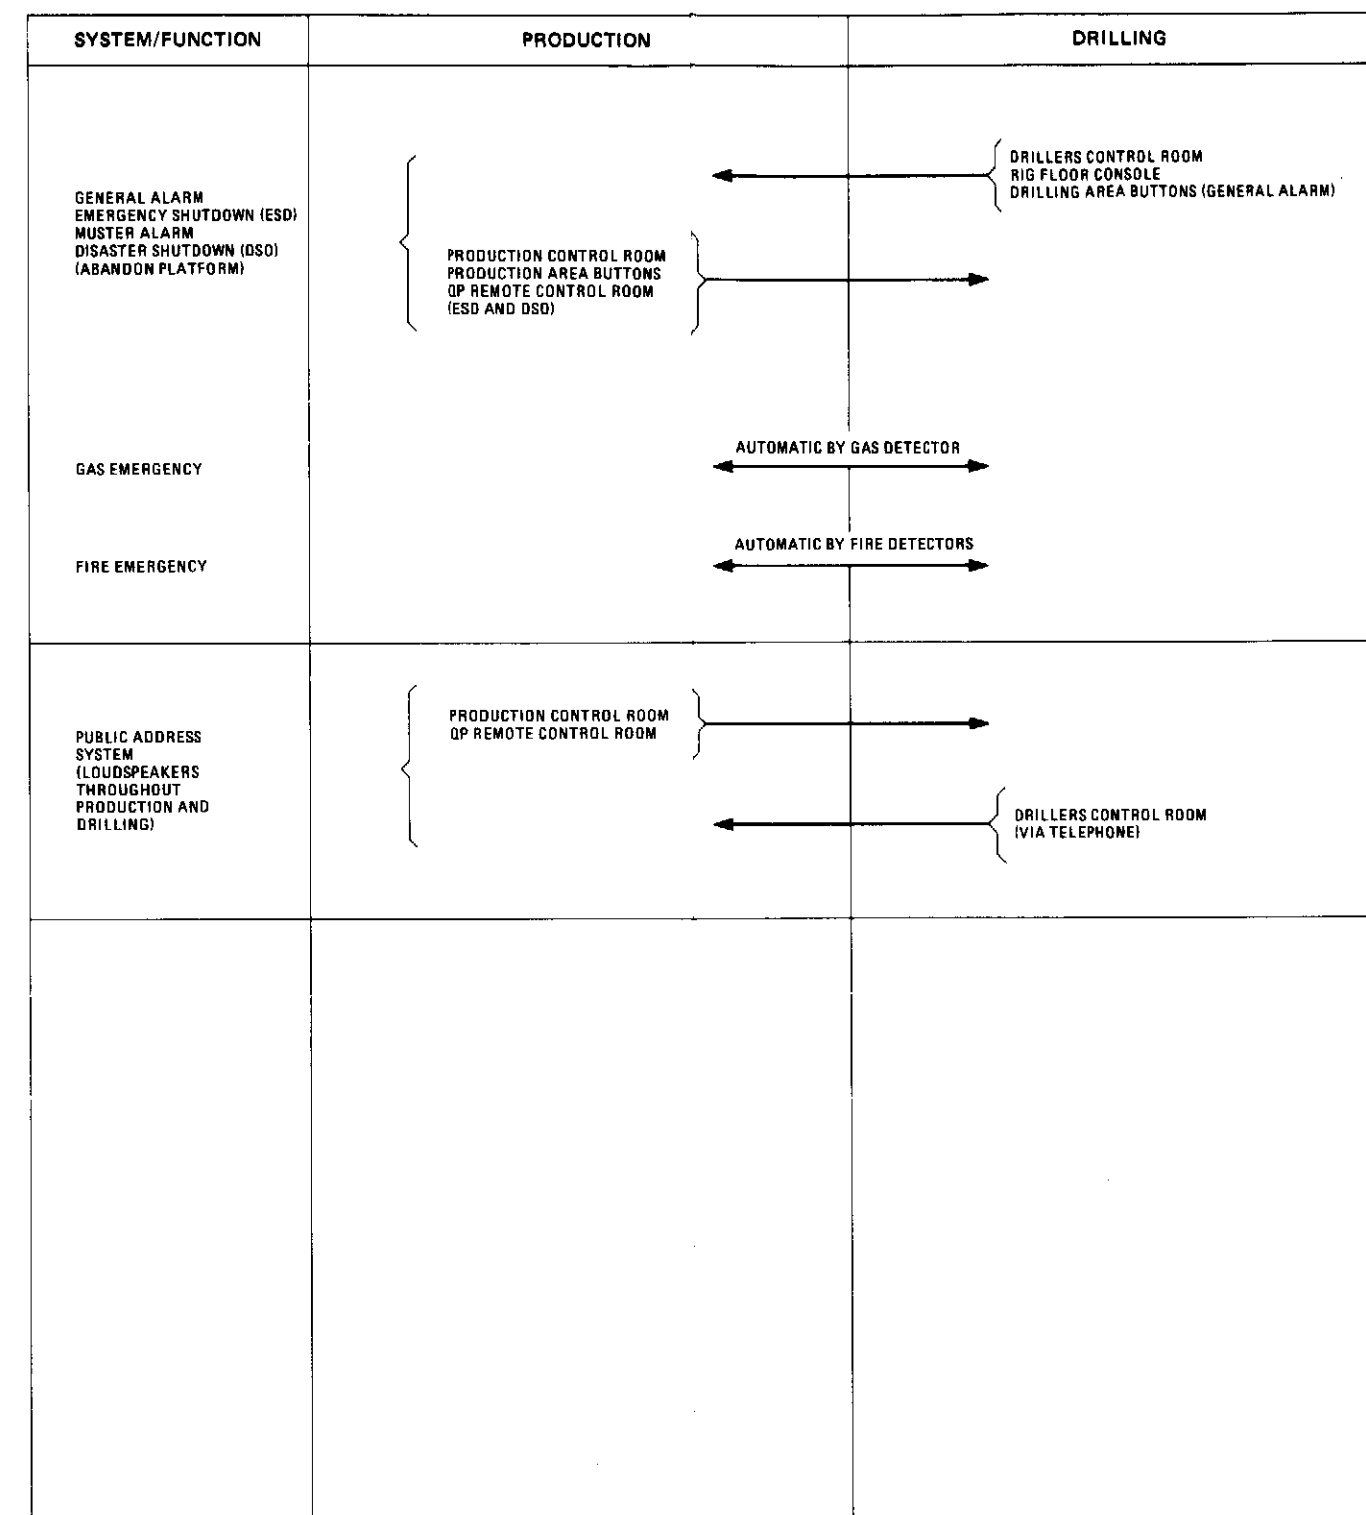 SYSTEM/FUNCTION
PRODUCTION
DRILLING
GENERAL ALARM
EMERGENCY SHUTDOWN (ESD)
MUSTER ALARM
DISASTER SHUTDOWN (DSD)
(ABANDON PLATFORM)
PRODUCTION CONTROL ROOM
PRODUCTION AREA BUTTONS
QP REMOTE CONTROL ROOM
(ESD AND DSD)
DRILLERS CONTROL ROOM
RIG FLOOR CONSOLE
DRILLING AREA BUTTONS (GENERAL ALARM)
GAS EMERGENCY
AUTOMATIC BY GAS DETECTOR
FIRE EMERGENCY
AUTOMATIC BY FIRE DETECTORS
PUBLIC ADDRESS
SYSTEM
(LOUDSPEAKERS
THROUGHOUT
PRODUCTION AND
DRILLING)
PRODUCTION CONTROL ROOM
QP REMOTE CONTROL ROOM
DRILLERS CONTROL ROOM
(VIA TELEPHONE)